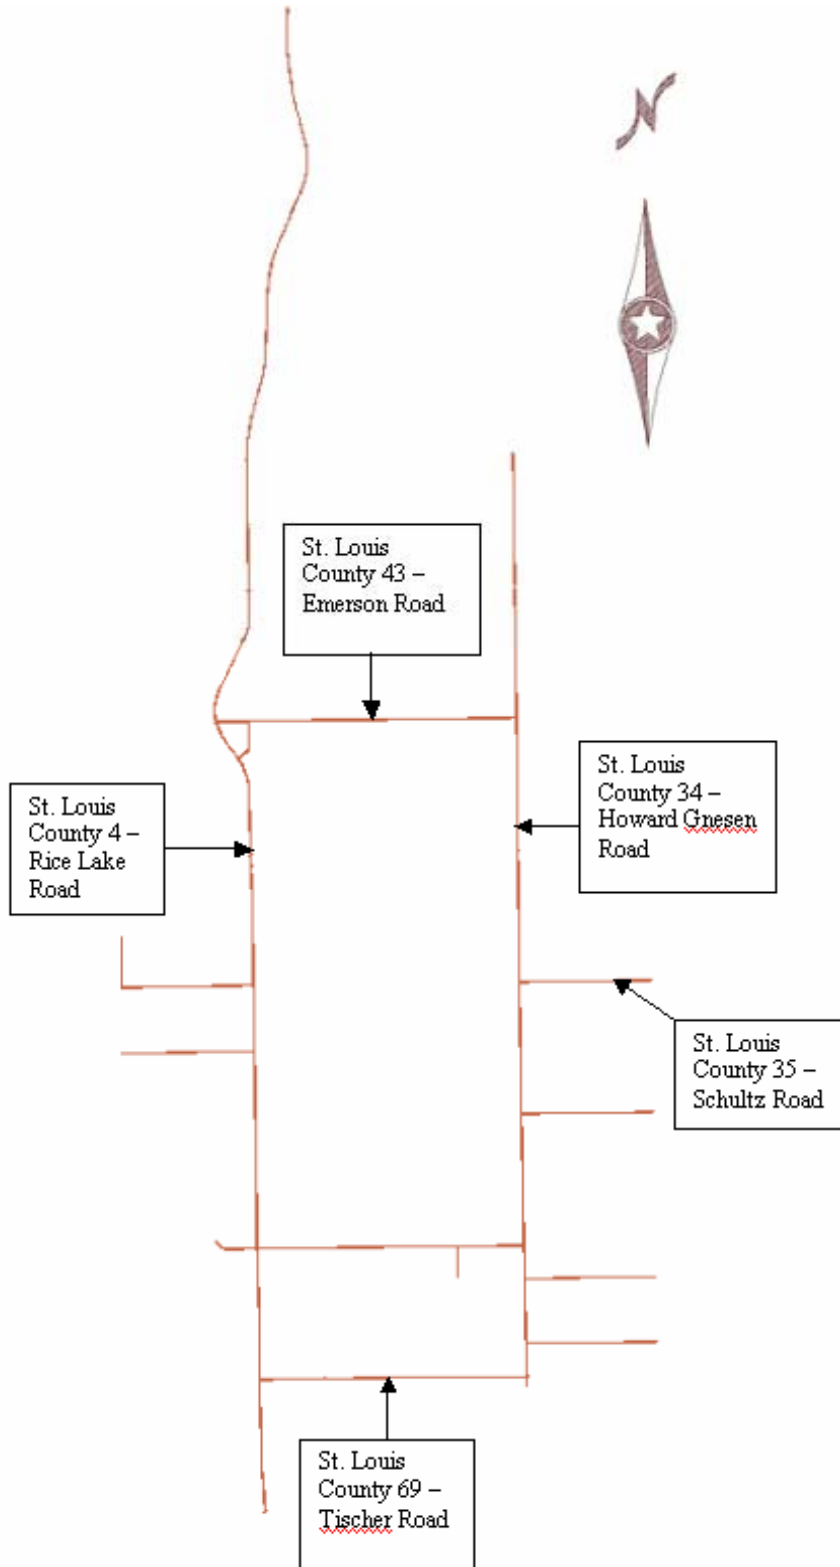 N
St. Louis
County 43 –
Emerson Road
St. Louis
County 34 –
Howard Gnesen
Road
St. Louis
County 4 –
Rice Lake
Road
St. Louis
County 35 –
Schultz Road
St. Louis
County 69 –
Tischer Road